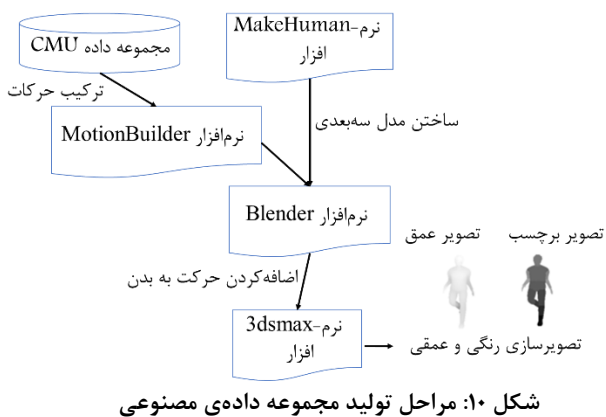 مجموعه داده CMU
نرم-MakeHuman
افزار
ترکیب حرکات
ساختن مدل سه‌بعدی
نرم‌افزار MotionBuilder
نرم‌افزار Blender
تصویر برچسب
تصویر عمق
اضافه‌کردن حرکت به بدن
نرم-3dsmax
افزار
تصویرسازی رنگی و عمقی
شکل ۱۰: مراحل تولید مجموعه داده‌ی مصنوعی